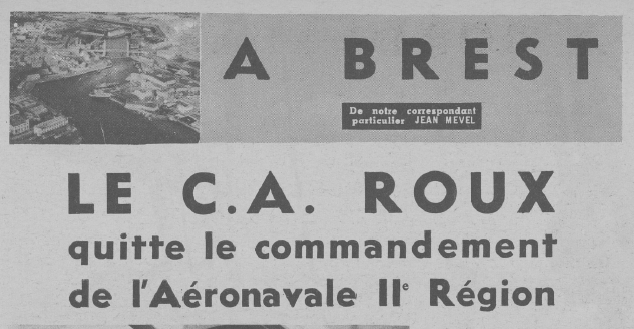 A BREST
De notre correspondant
particulier JEAN MEVEL
LE C.A. ROUX
quitte le commandement
de l'Aéronavale IIe Région